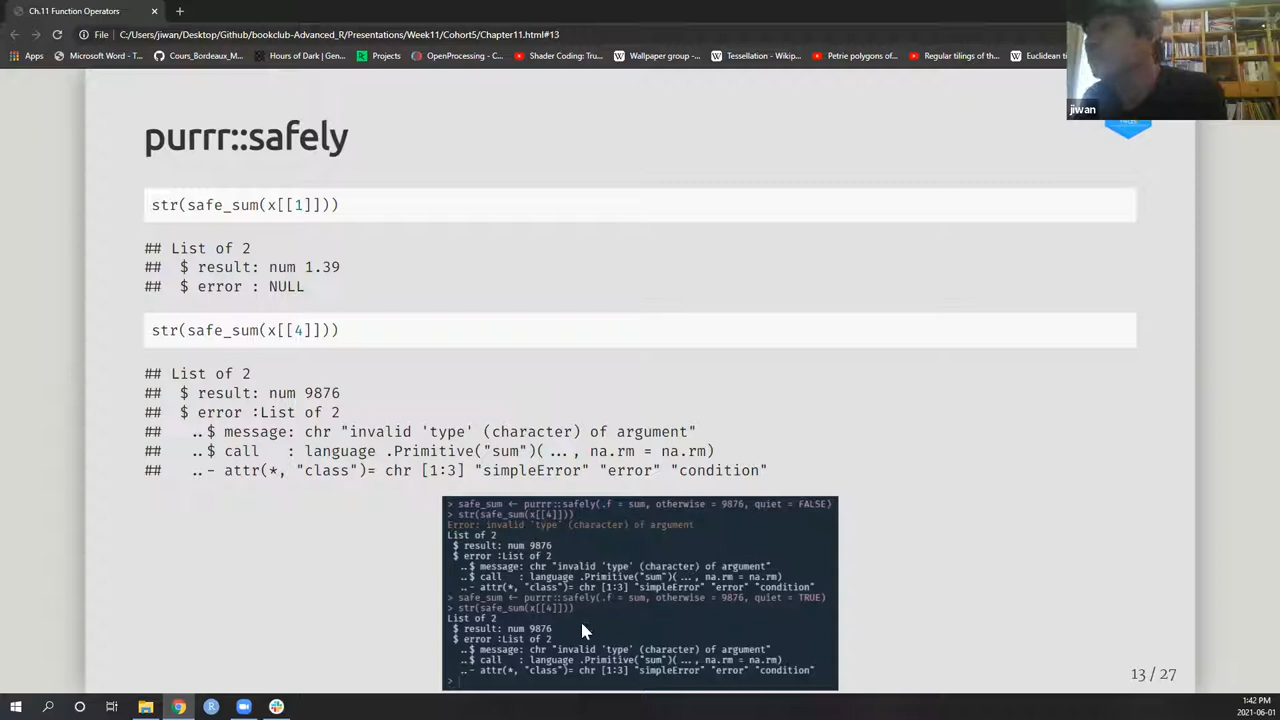 Ch.11 Function Operators
File | C:/Users/jiwan/Desktop/Github/bookclub-Advanced_R/Presentations/Week11/Cohort5/Chapter11.html#13
Apps Microsoft Word - T... Cours_Bordeaux_M... Hours of Dark | Gen... Projects OpenProcessing - C... Shader Coding: Tru... Wallpaper group -... Tessellation - Wikip... Petrie polygons of... Regular tilings of th... Euclidean t
jiwan
purrr::safely
str(safe_sum(x[[1]]))
## List of 2
## $ result: num 1.39
## $ error : NULL
str(safe_sum(x[[4]]))
## List of 2
## $ result: num 9876
## $ error :List of 2
## ..$ message: chr "invalid 'type' (character) of argument"
## ..$ call : language .Primitive("sum")(..., na.rm = na.rm)
## ..- attr(*, "class")= chr [1:3] "simpleError" "error" "condition"
> safe_sum <- purrr::safely(.f = sum, otherwise = 9876, quiet = FALSE)
> str(safe_sum(x[[4]]))
Error: invalid 'type' (character) of argument
List of 2
$ result: num 9876
$ error :List of 2
..$ message: chr "invalid 'type' (character) of argument"
..$ call : language .Primitive("sum")(..., na.rm = na.rm)
..- attr(*, "class")= chr [1:3] "simpleError" "error" "condition"
> safe_sum <- purrr::safely(.f = sum, otherwise = 9876, quiet = TRUE)
> str(safe_sum(x[[4]]))
List of 2
$ result: num 9876
$ error :List of 2
..$ message: chr "invalid 'type' (character) of argument"
..$ call : language .Primitive("sum")(..., na.rm = na.rm)
..- attr(*, "class")= chr [1:3] "simpleError" "error" "condition"
>
13 / 27
1:42 PM
2021-06-01